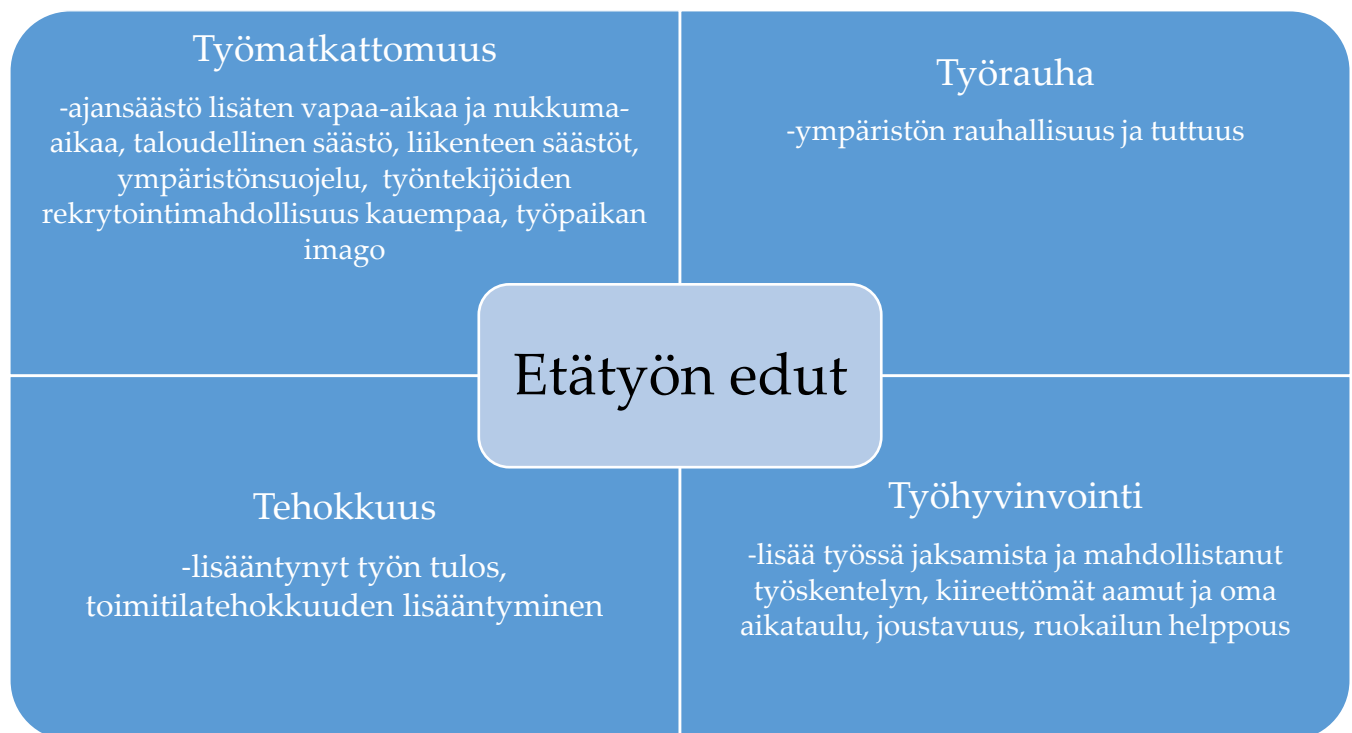 Työmatkattomuus
-ajansäästö lisäten vapaa-aikaa ja nukkuma-
aikaa, taloudellinen säästö, liikenteen säästöt,
ympäristönsuojelu, työntekijöiden
rekrytointimahdollisuus kauempaa, työpaikan
imago
Työrauha
-ympäristön rauhallisuus ja tuttuus
Etätyön edut
Tehokkuus
-lisääntynyt työn tulos,
toimitilatehokkuuden lisääntyminen
Työhyvinvointi
-lisää työssä jaksamista ja mahdollistanut
työskentelyn, kiireettömät aamut ja oma
aikataulu, joustavuus, ruokailun helppous